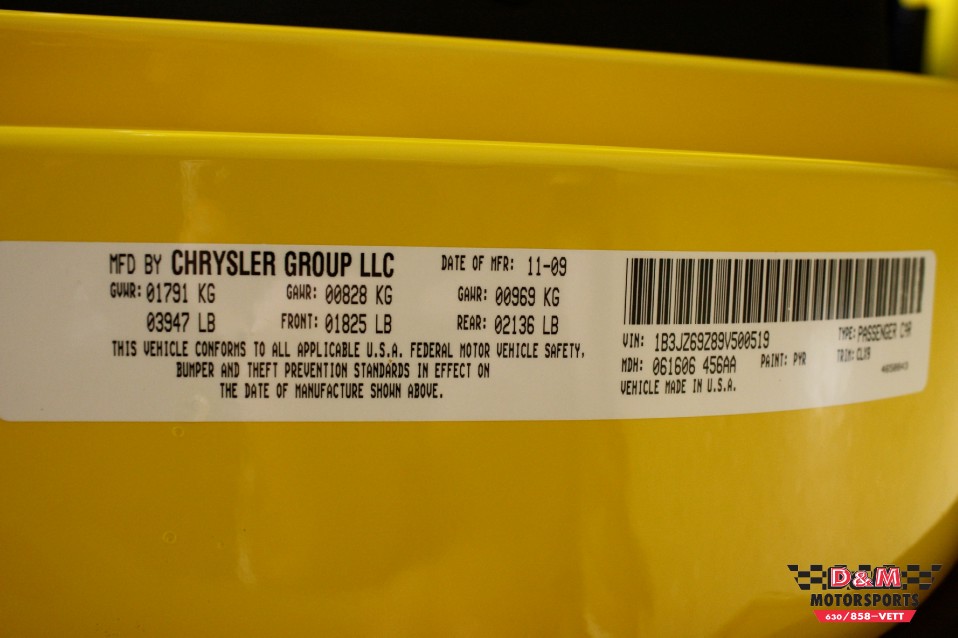 MFD BY CHRYSLER GROUP LLC DATE OF MFR: 11-09
GVWR: 01791 KG GAWR: 00828 KG GAWR: 00969 KG
03947 LB FRONT: 01825 LB REAR: 02136 LB
THIS VEHICLE CONFORMS TO ALL APPLICABLE U.S.A. FEDERAL MOTOR VEHICLE SAFETY,
BUMPER AND THEFT PREVENTION STANDARDS IN EFFECT ON
THE DATE OF MANUFACTURE SHOWN ABOVE.
VIN: 1B3JZ69Z89V500519 TYPE: PASSENGER CAR
MDH: 061606 456AA PAINT: PYR TRIM: CLX9
VEHICLE MADE IN U.S.A.
D&M
MOTORSPORTS
630/858-VETT